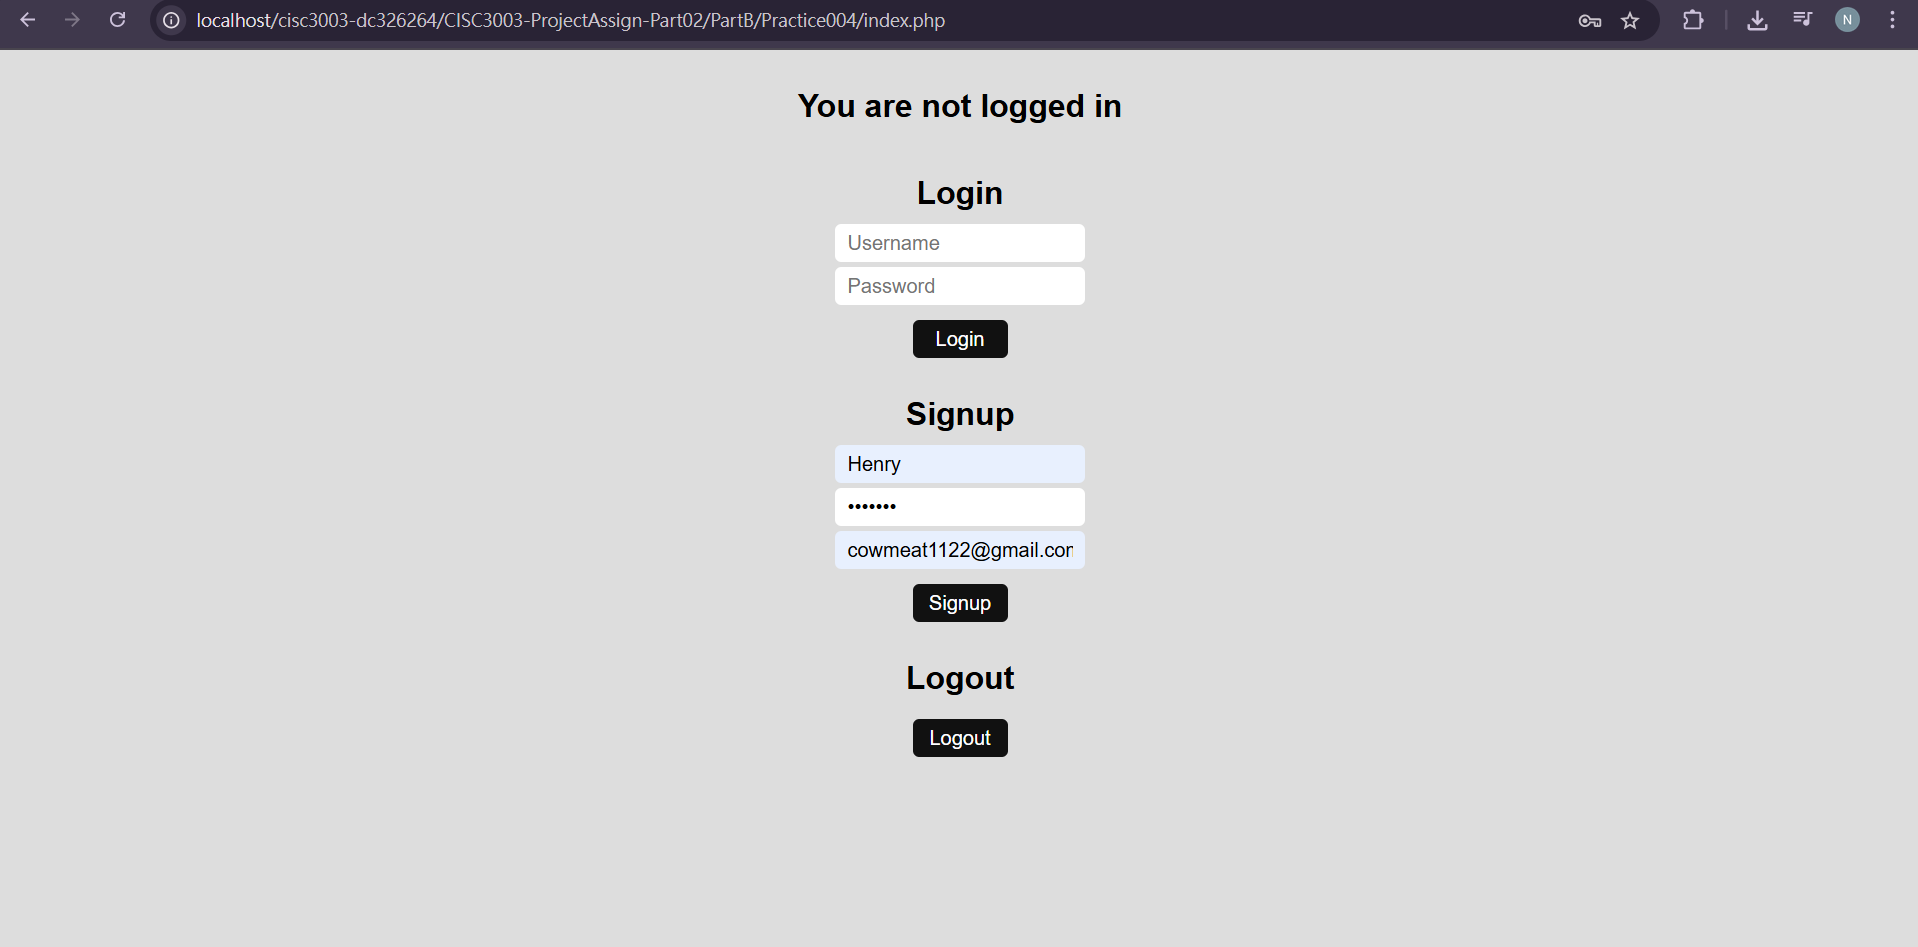 localhost/cisc3003-dc326264/CISC3003-ProjectAssign-Part02/PartB/Practice004/index.php
N
You are not logged in
Login
Username
Password
Login
Signup
Henry
•••••••
cowmeat1122@gmail.com
Signup
Logout
Logout